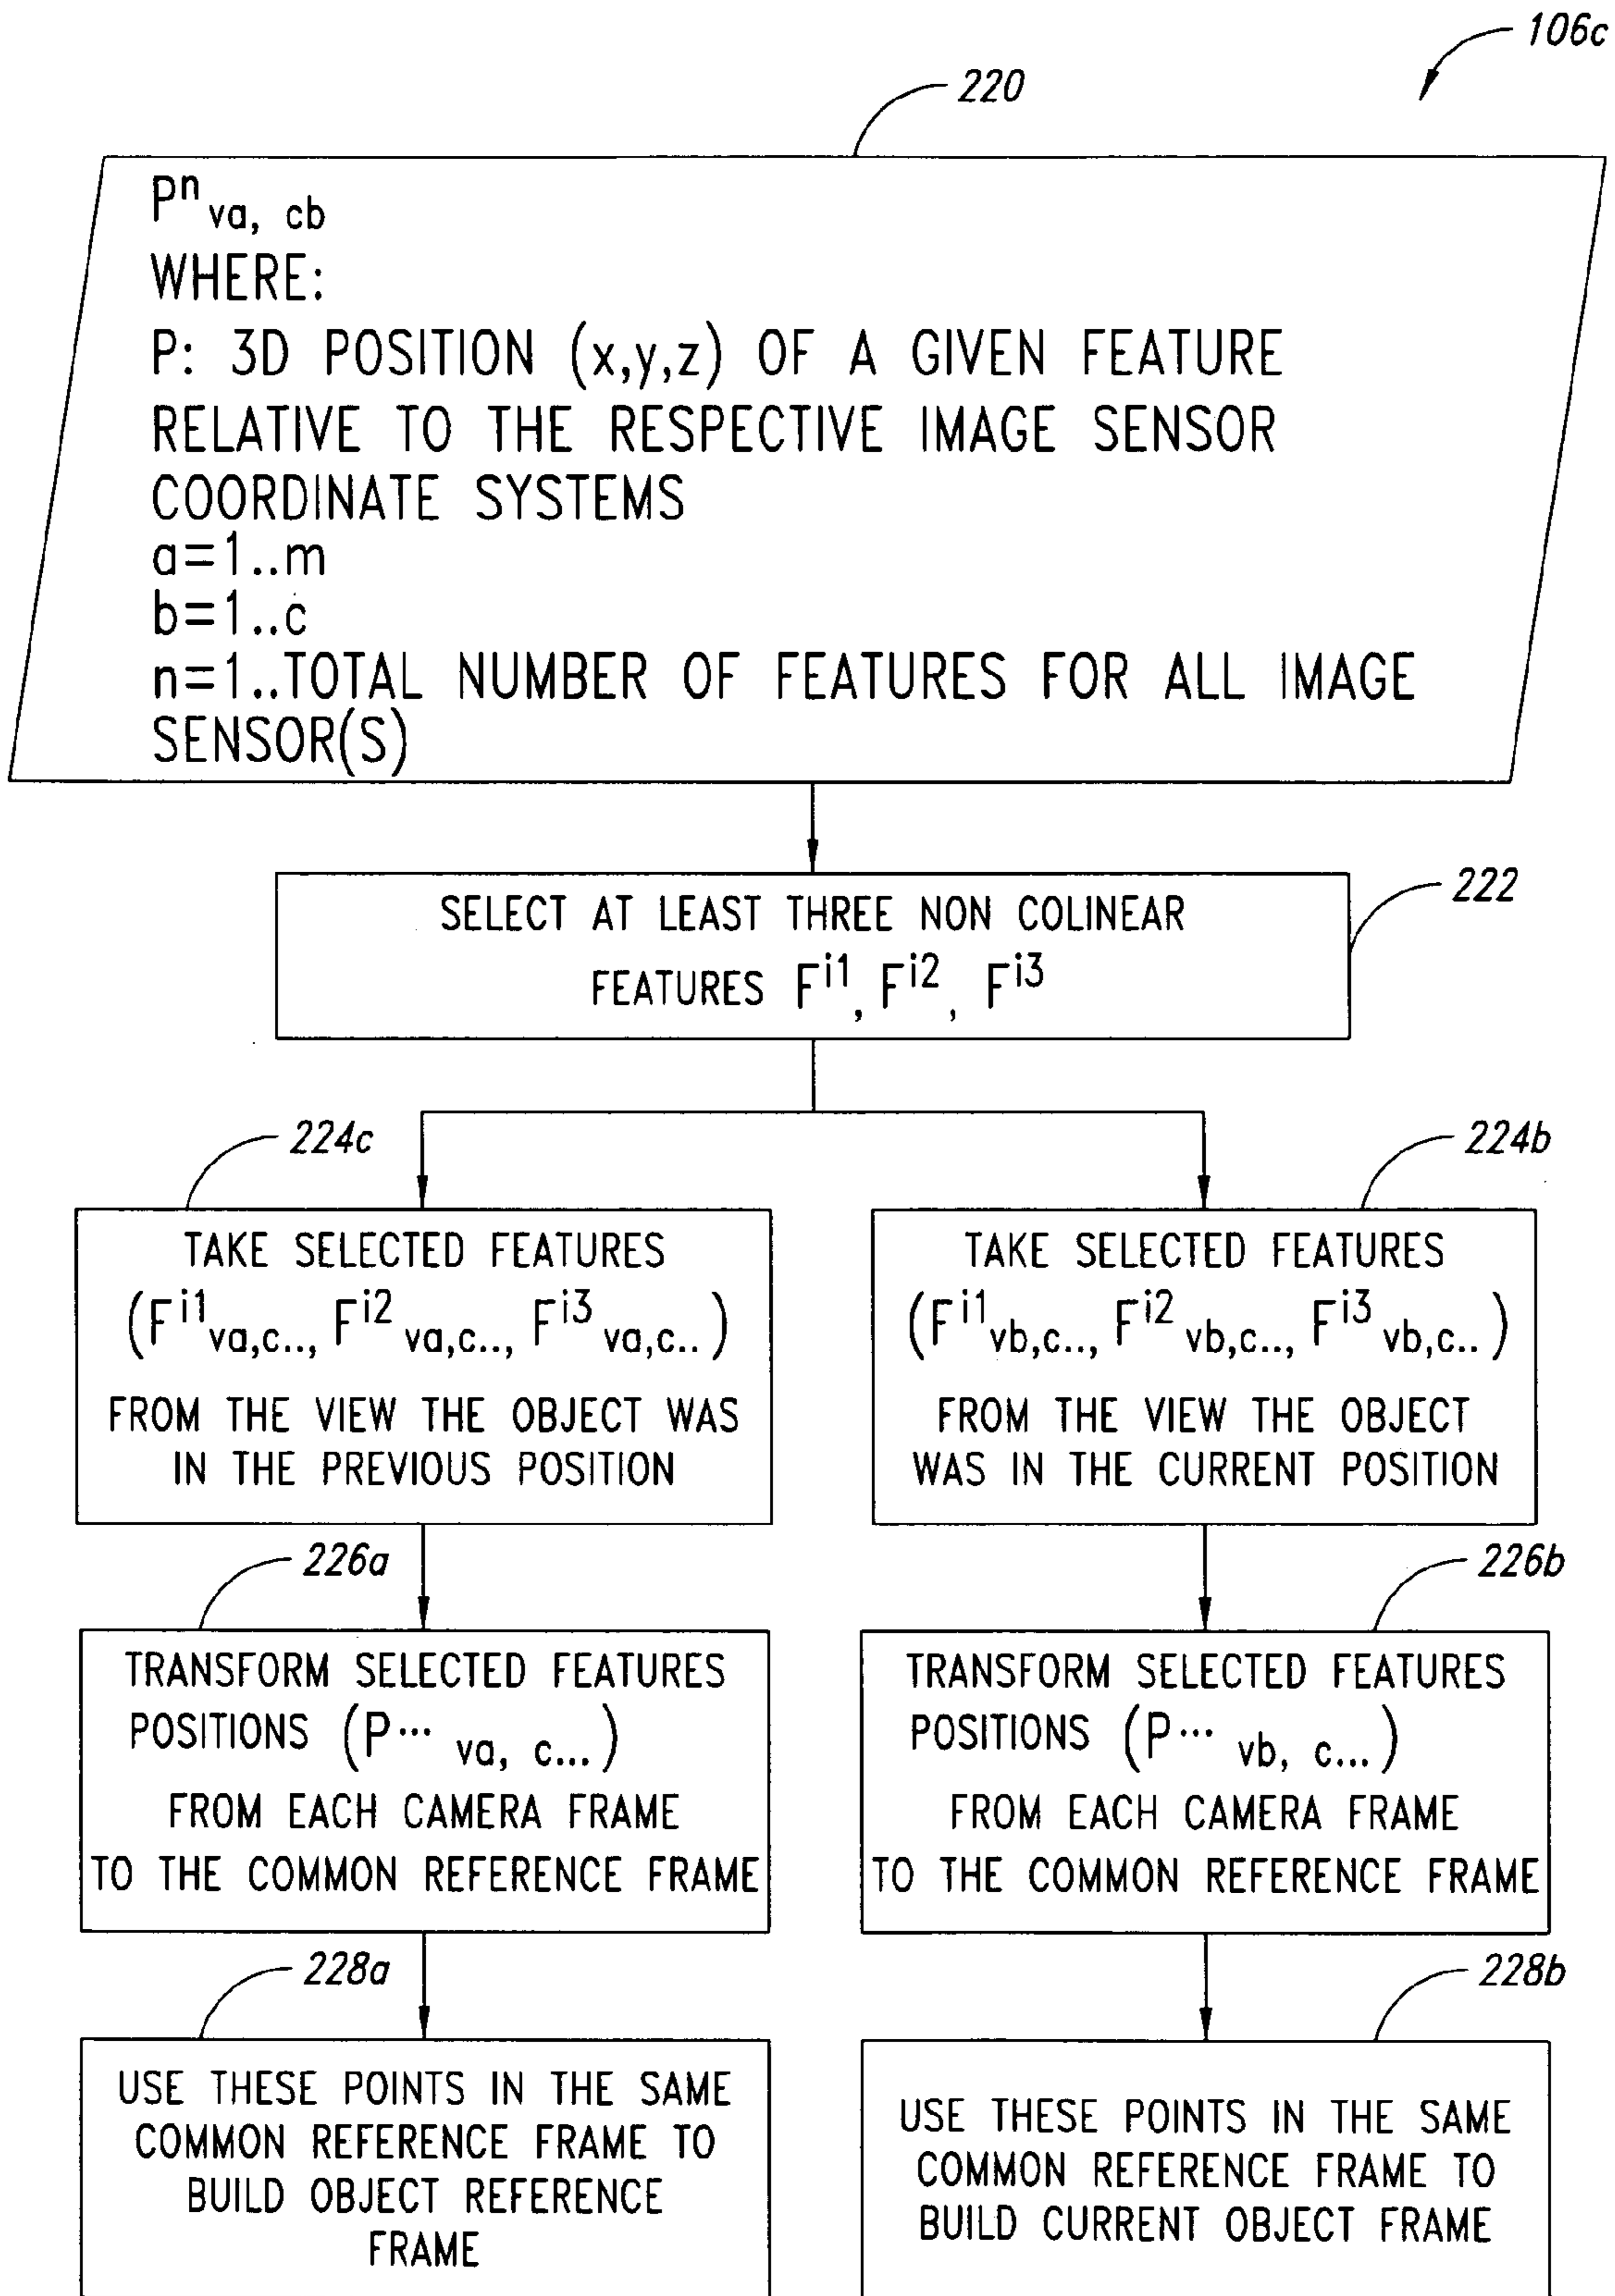 106c
220
Pⁿ va, cb
WHERE:
P: 3D POSITION (x,y,z) OF A GIVEN FEATURE
RELATIVE TO THE RESPECTIVE IMAGE SENSOR
COORDINATE SYSTEMS
a=1..m
b=1..c
n=1..TOTAL NUMBER OF FEATURES FOR ALL IMAGE
SENSOR(S)
222
SELECT AT LEAST THREE NON COLINEAR
FEATURES F^i1, F^i2, F^i3
224c
TAKE SELECTED FEATURES
(F^i1 va,c.., F^i2 va,c.., F^i3 va,c..)
FROM THE VIEW THE OBJECT WAS
IN THE PREVIOUS POSITION
224b
TAKE SELECTED FEATURES
(F^i1 vb,c.., F^i2 vb,c.., F^i3 vb,c..)
FROM THE VIEW THE OBJECT
WAS IN THE CURRENT POSITION
226a
TRANSFORM SELECTED FEATURES
POSITIONS (P... va, c...)
FROM EACH CAMERA FRAME
TO THE COMMON REFERENCE FRAME
226b
TRANSFORM SELECTED FEATURES
POSITIONS (P... vb, c...)
FROM EACH CAMERA FRAME
TO THE COMMON REFERENCE FRAME
228a
USE THESE POINTS IN THE SAME
COMMON REFERENCE FRAME TO
BUILD OBJECT REFERENCE
FRAME
228b
USE THESE POINTS IN THE SAME
COMMON REFERENCE FRAME TO
BUILD CURRENT OBJECT FRAME